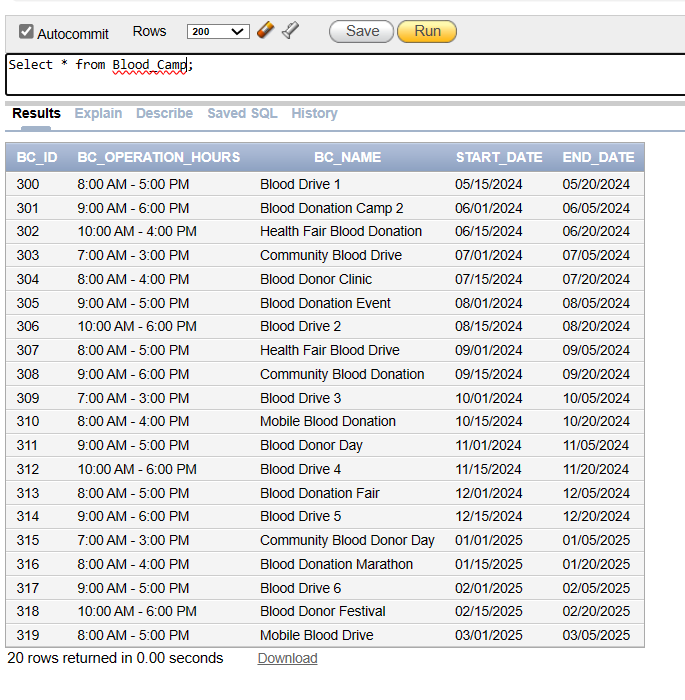 Autocommit Rows 200 Save Run
Select * from Blood_Camp;
Results Explain Describe Saved SQL History
BC_ID BC_OPERATION_HOURS BC_NAME START_DATE END_DATE
300 8:00 AM - 5:00 PM Blood Drive 1 05/15/2024 05/20/2024
301 9:00 AM - 6:00 PM Blood Donation Camp 2 06/01/2024 06/05/2024
302 10:00 AM - 4:00 PM Health Fair Blood Donation 06/15/2024 06/20/2024
303 7:00 AM - 3:00 PM Community Blood Drive 07/01/2024 07/05/2024
304 8:00 AM - 4:00 PM Blood Donor Clinic 07/15/2024 07/20/2024
305 9:00 AM - 5:00 PM Blood Donation Event 08/01/2024 08/05/2024
306 10:00 AM - 6:00 PM Blood Drive 2 08/15/2024 08/20/2024
307 8:00 AM - 5:00 PM Health Fair Blood Drive 09/01/2024 09/05/2024
308 9:00 AM - 6:00 PM Community Blood Donation 09/15/2024 09/20/2024
309 7:00 AM - 3:00 PM Blood Drive 3 10/01/2024 10/05/2024
310 8:00 AM - 4:00 PM Mobile Blood Donation 10/15/2024 10/20/2024
311 9:00 AM - 5:00 PM Blood Donor Day 11/01/2024 11/05/2024
312 10:00 AM - 6:00 PM Blood Drive 4 11/15/2024 11/20/2024
313 8:00 AM - 5:00 PM Blood Donation Fair 12/01/2024 12/05/2024
314 9:00 AM - 6:00 PM Blood Drive 5 12/15/2024 12/20/2024
315 7:00 AM - 3:00 PM Community Blood Donor Day 01/01/2025 01/05/2025
316 8:00 AM - 4:00 PM Blood Donation Marathon 01/15/2025 01/20/2025
317 9:00 AM - 5:00 PM Blood Drive 6 02/01/2025 02/05/2025
318 10:00 AM - 6:00 PM Blood Donor Festival 02/15/2025 02/20/2025
319 8:00 AM - 5:00 PM Mobile Blood Drive 03/01/2025 03/05/2025
20 rows returned in 0.00 seconds Download